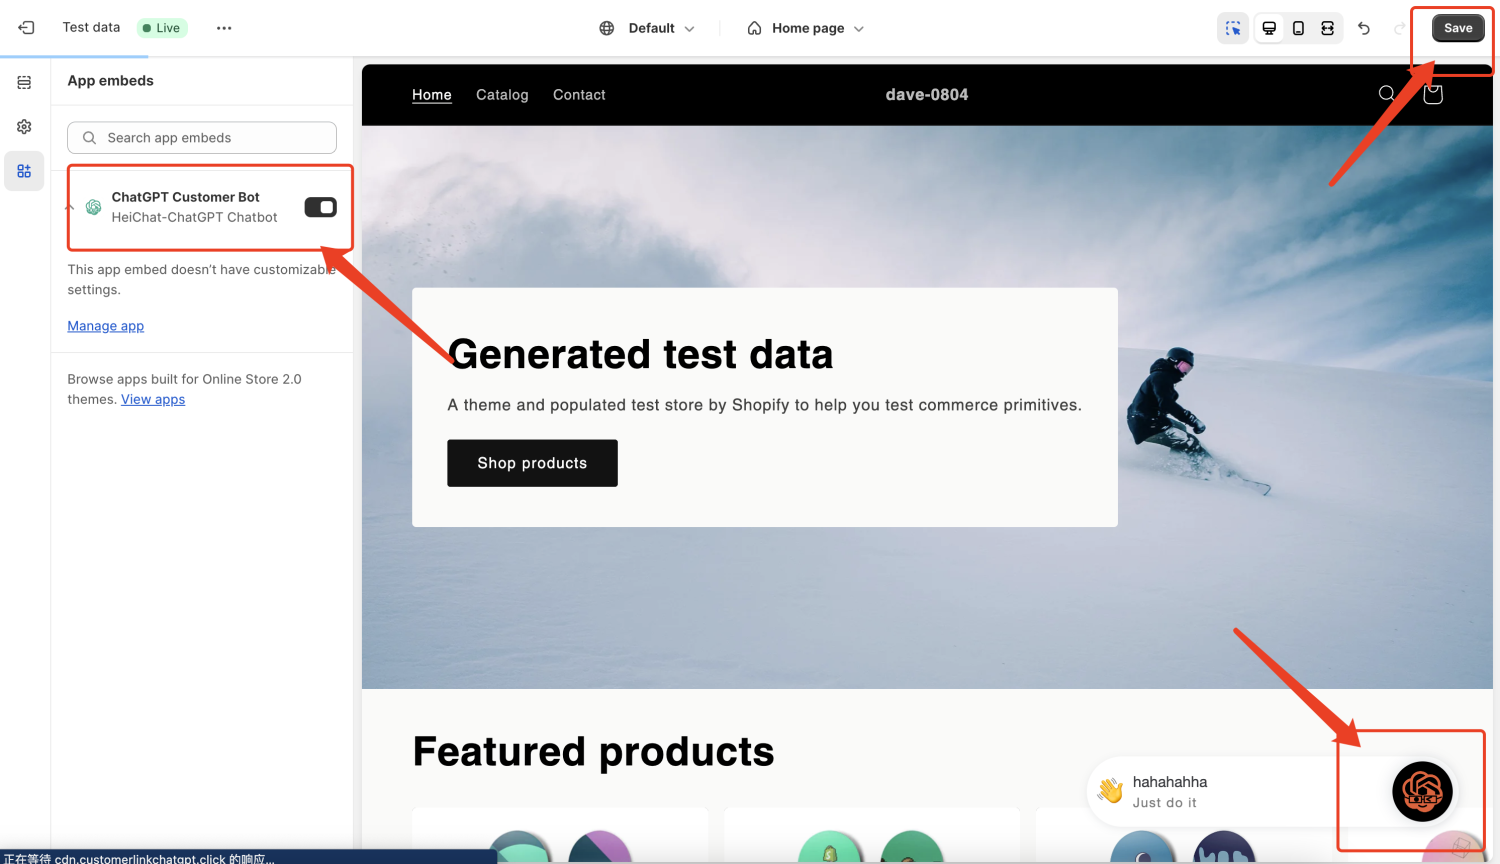 Test data
Live
Default
Home page
Save
App embeds
Search app embeds
ChatGPT Customer Bot
HeiChat-ChatGPT Chatbot
This app embed doesn't have customizable
settings.
Manage app
Browse apps built for Online Store 2.0
themes. View apps
Home
Catalog
Contact
dave-0804
Generated test data
A theme and populated test store by Shopify to help you test commerce primitives.
Shop products
Featured products
hahahahha
Just do it
正在等待 cdn.customerlinkchatgpt.click 的响应...